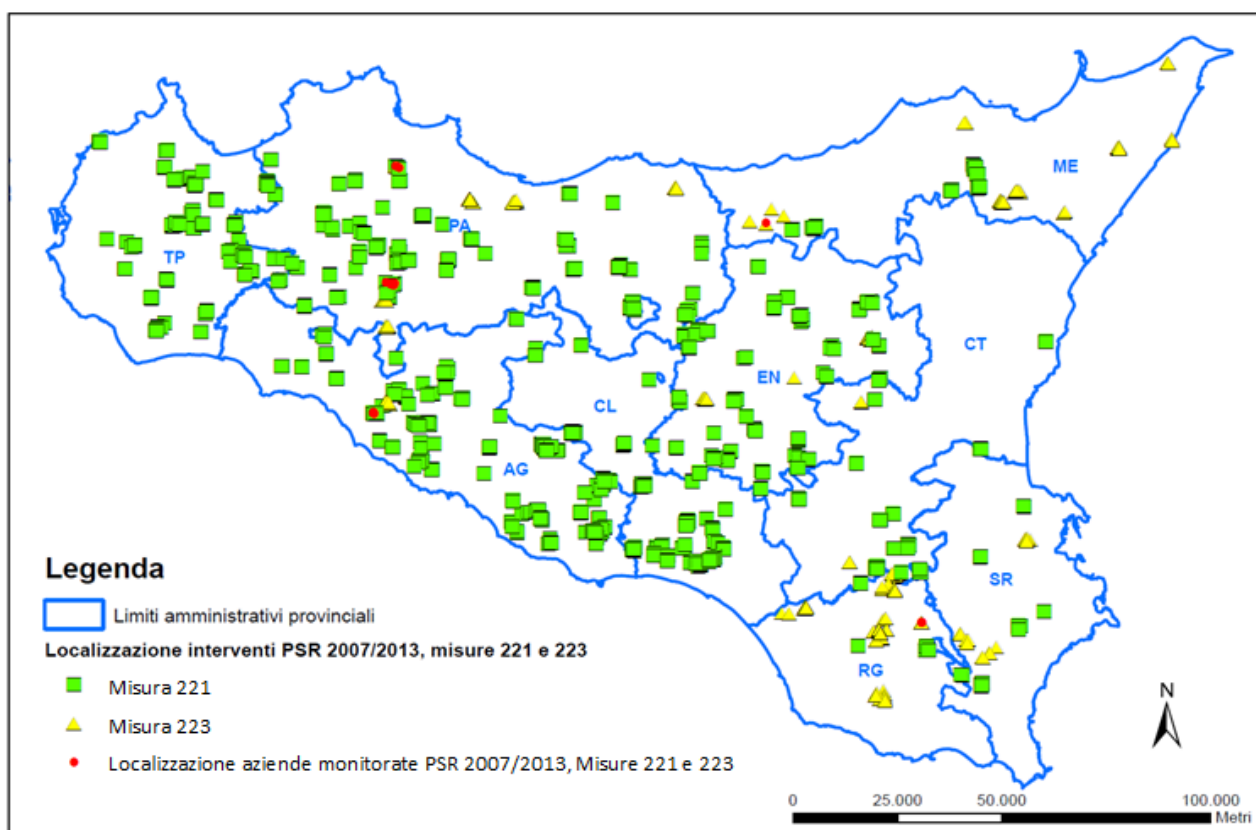 ME
PA
TP
CT
EN
CL
AG
SR
RG
Legenda
Limiti amministrativi provinciali
Localizzazione interventi PSR 2007/2013, misure 221 e 223
Misura 221
Misura 223
Localizzazione aziende monitorate PSR 2007/2013, Misure 221 e 223
N
0 25.000 50.000 100.000
Metri